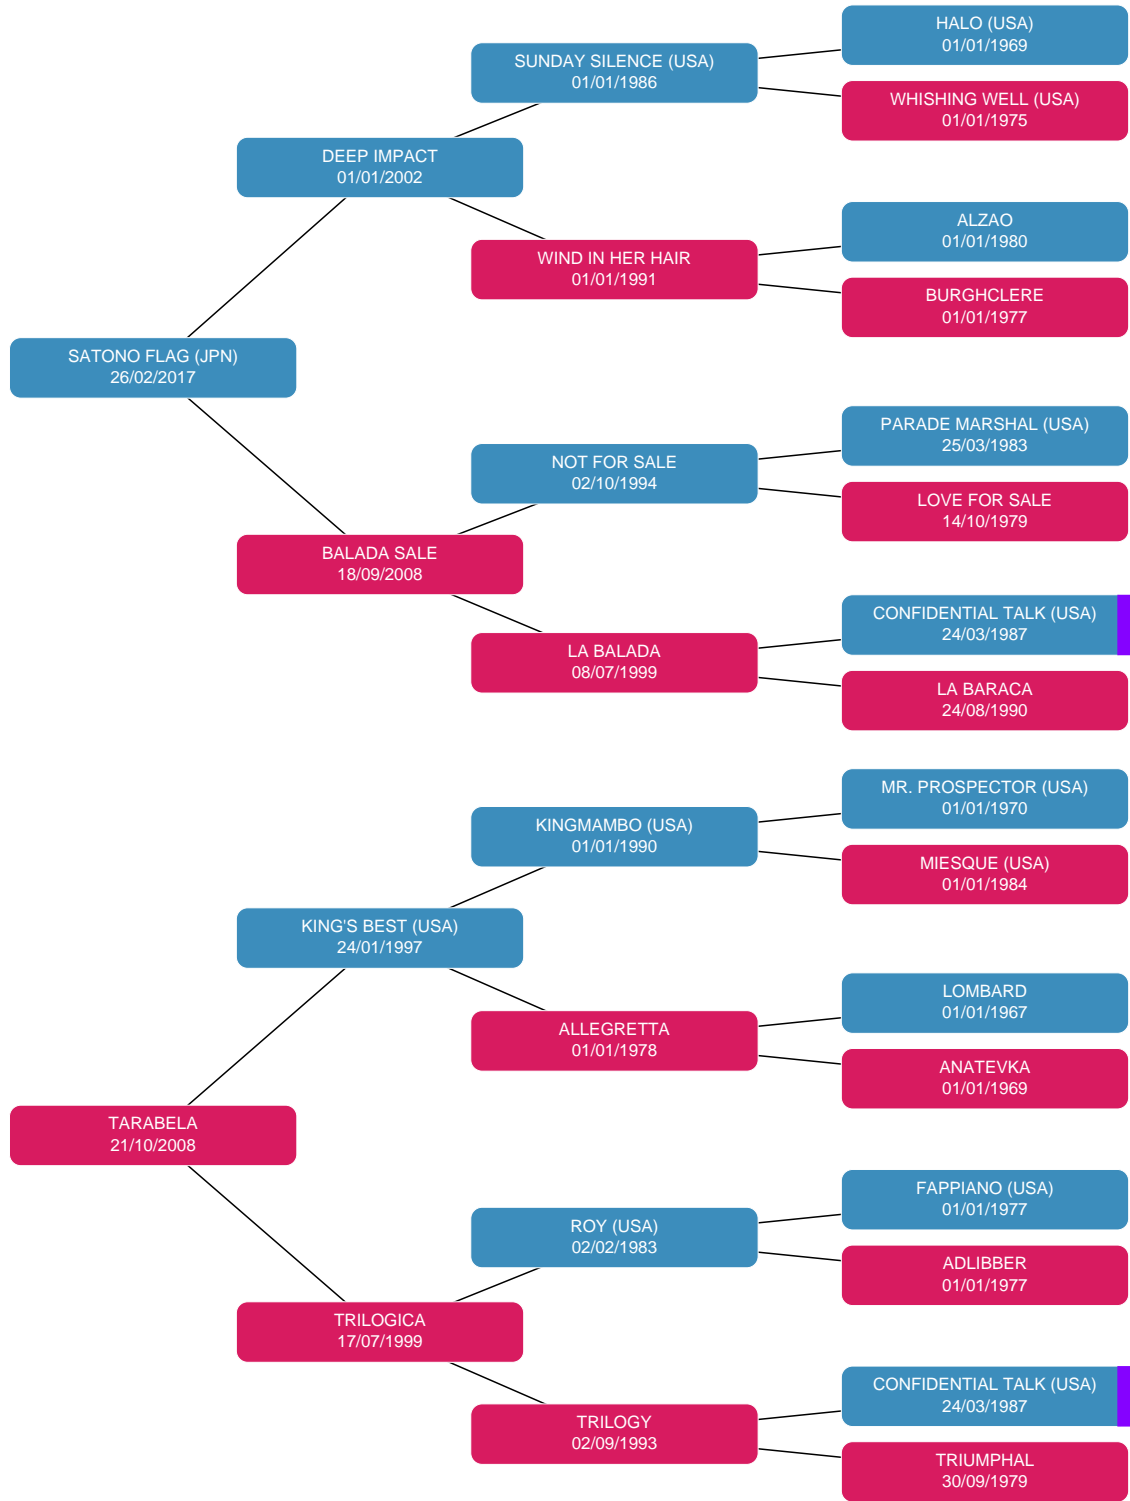 HALO (USA)
01/01/1969
SUNDAY SILENCE (USA)
01/01/1986
WHISHING WELL (USA)
01/01/1975
DEEP IMPACT
01/01/2002
ALZAO
01/01/1980
WIND IN HER HAIR
01/01/1991
BURGHCLERE
01/01/1977
SATONO FLAG (JPN)
26/02/2017
PARADE MARSHAL (USA)
25/03/1983
NOT FOR SALE
02/10/1994
LOVE FOR SALE
14/10/1979
BALADA SALE
18/09/2008
CONFIDENTIAL TALK (USA)
24/03/1987
LA BALADA
08/07/1999
LA BARACA
24/08/1990
MR. PROSPECTOR (USA)
01/01/1970
KINGMAMBO (USA)
01/01/1990
MIESQUE (USA)
01/01/1984
KING'S BEST (USA)
24/01/1997
LOMBARD
01/01/1967
ALLEGRETTA
01/01/1978
ANATEVKA
01/01/1969
TARABELA
21/10/2008
FAPPIANO (USA)
01/01/1977
ROY (USA)
02/02/1983
ADLIBBER
01/01/1977
TRILOGICA
17/07/1999
CONFIDENTIAL TALK (USA)
24/03/1987
TRILOGY
02/09/1993
TRIUMPHAL
30/09/1979